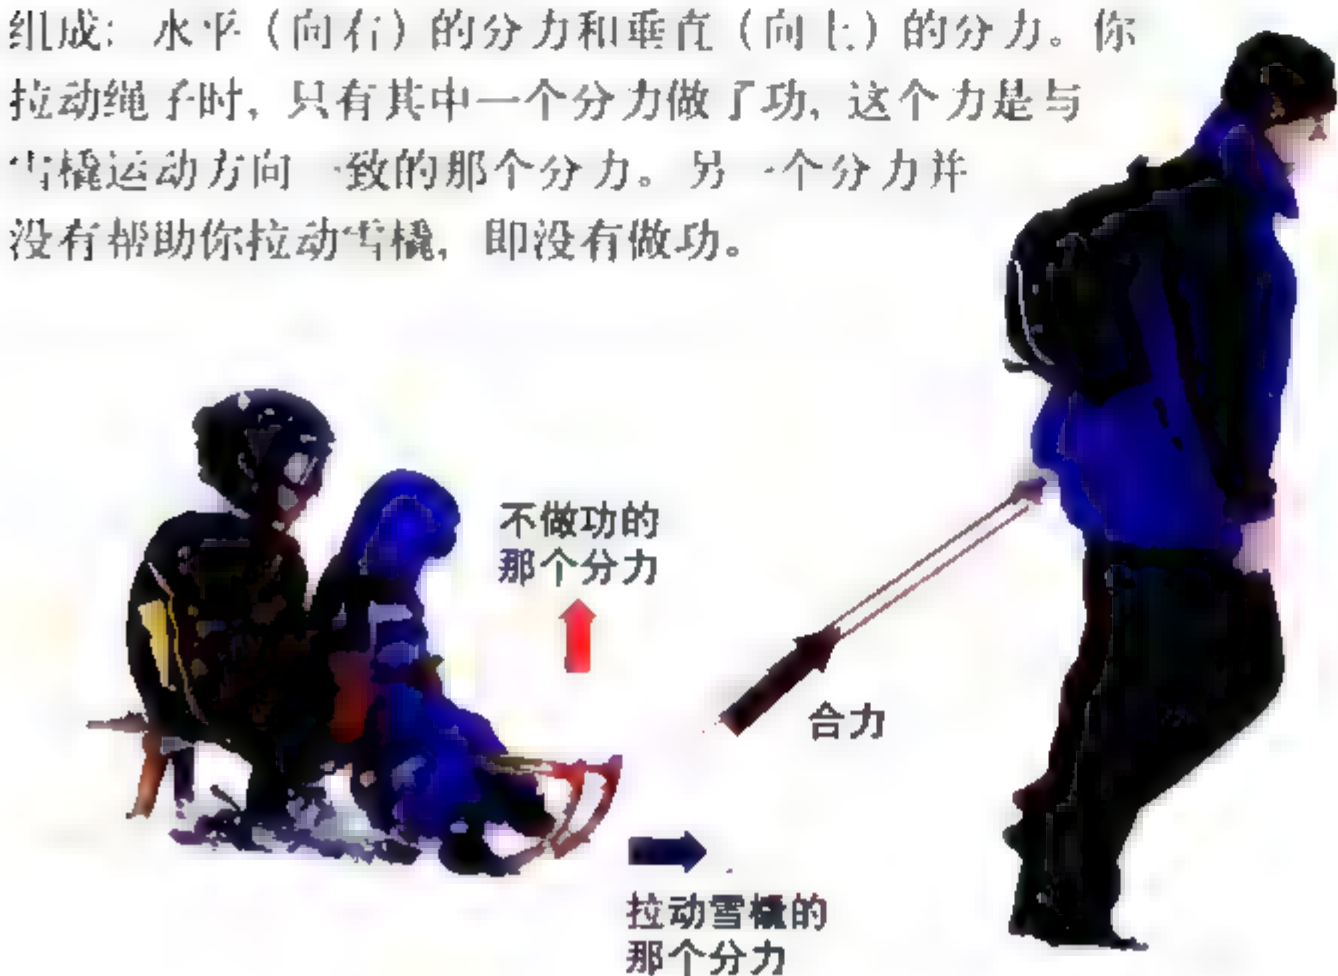 组成：水平（向右）的分力和垂直（向上）的分力。你
拉动绳子时，只有其中一个分力做了功，这个力是与
雪橇运动方向一致的那个分力。另一个分力并
没有帮助你拉动雪橇，即没有做功。
不做功的
那个分力
合力
拉动雪橇的
那个分力